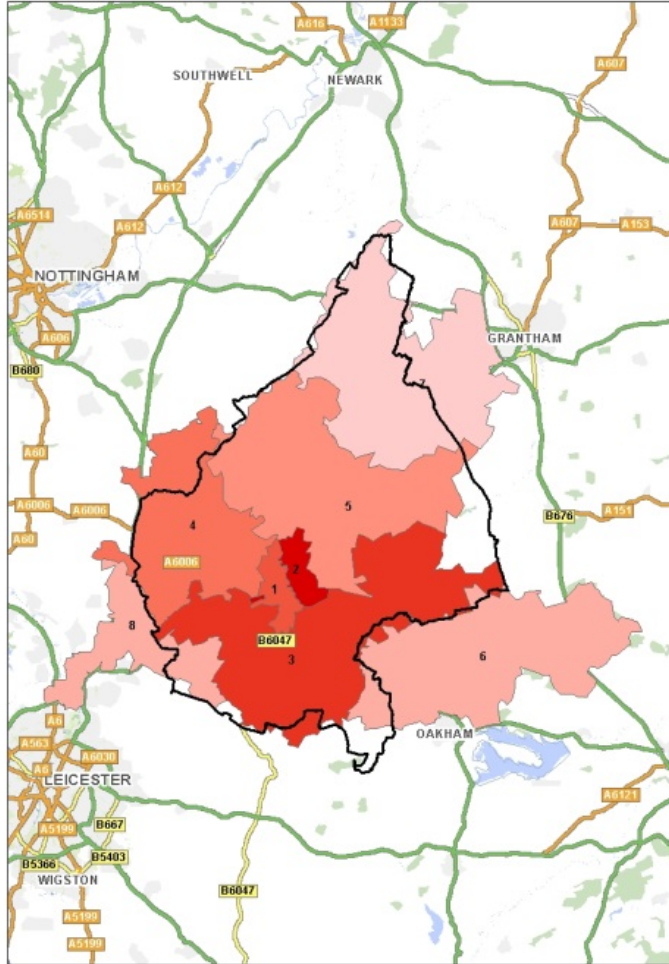 A616
A1133
A607
SOUTHWELL
NEWARK
A612
A6514
A612
A607
A153
NOTTINGHAM
A606
GRANTHAM
B680
7
A60
A6006
A6006
A60
4
5
B676
A151
A6006
2
1
8
B6047
3
6
A6
OAKHAM
A563
A6030
A6
LEICESTER
A6121
B667
A5199
B5366
B5403
WIGSTON
B6047
A5199
A5199